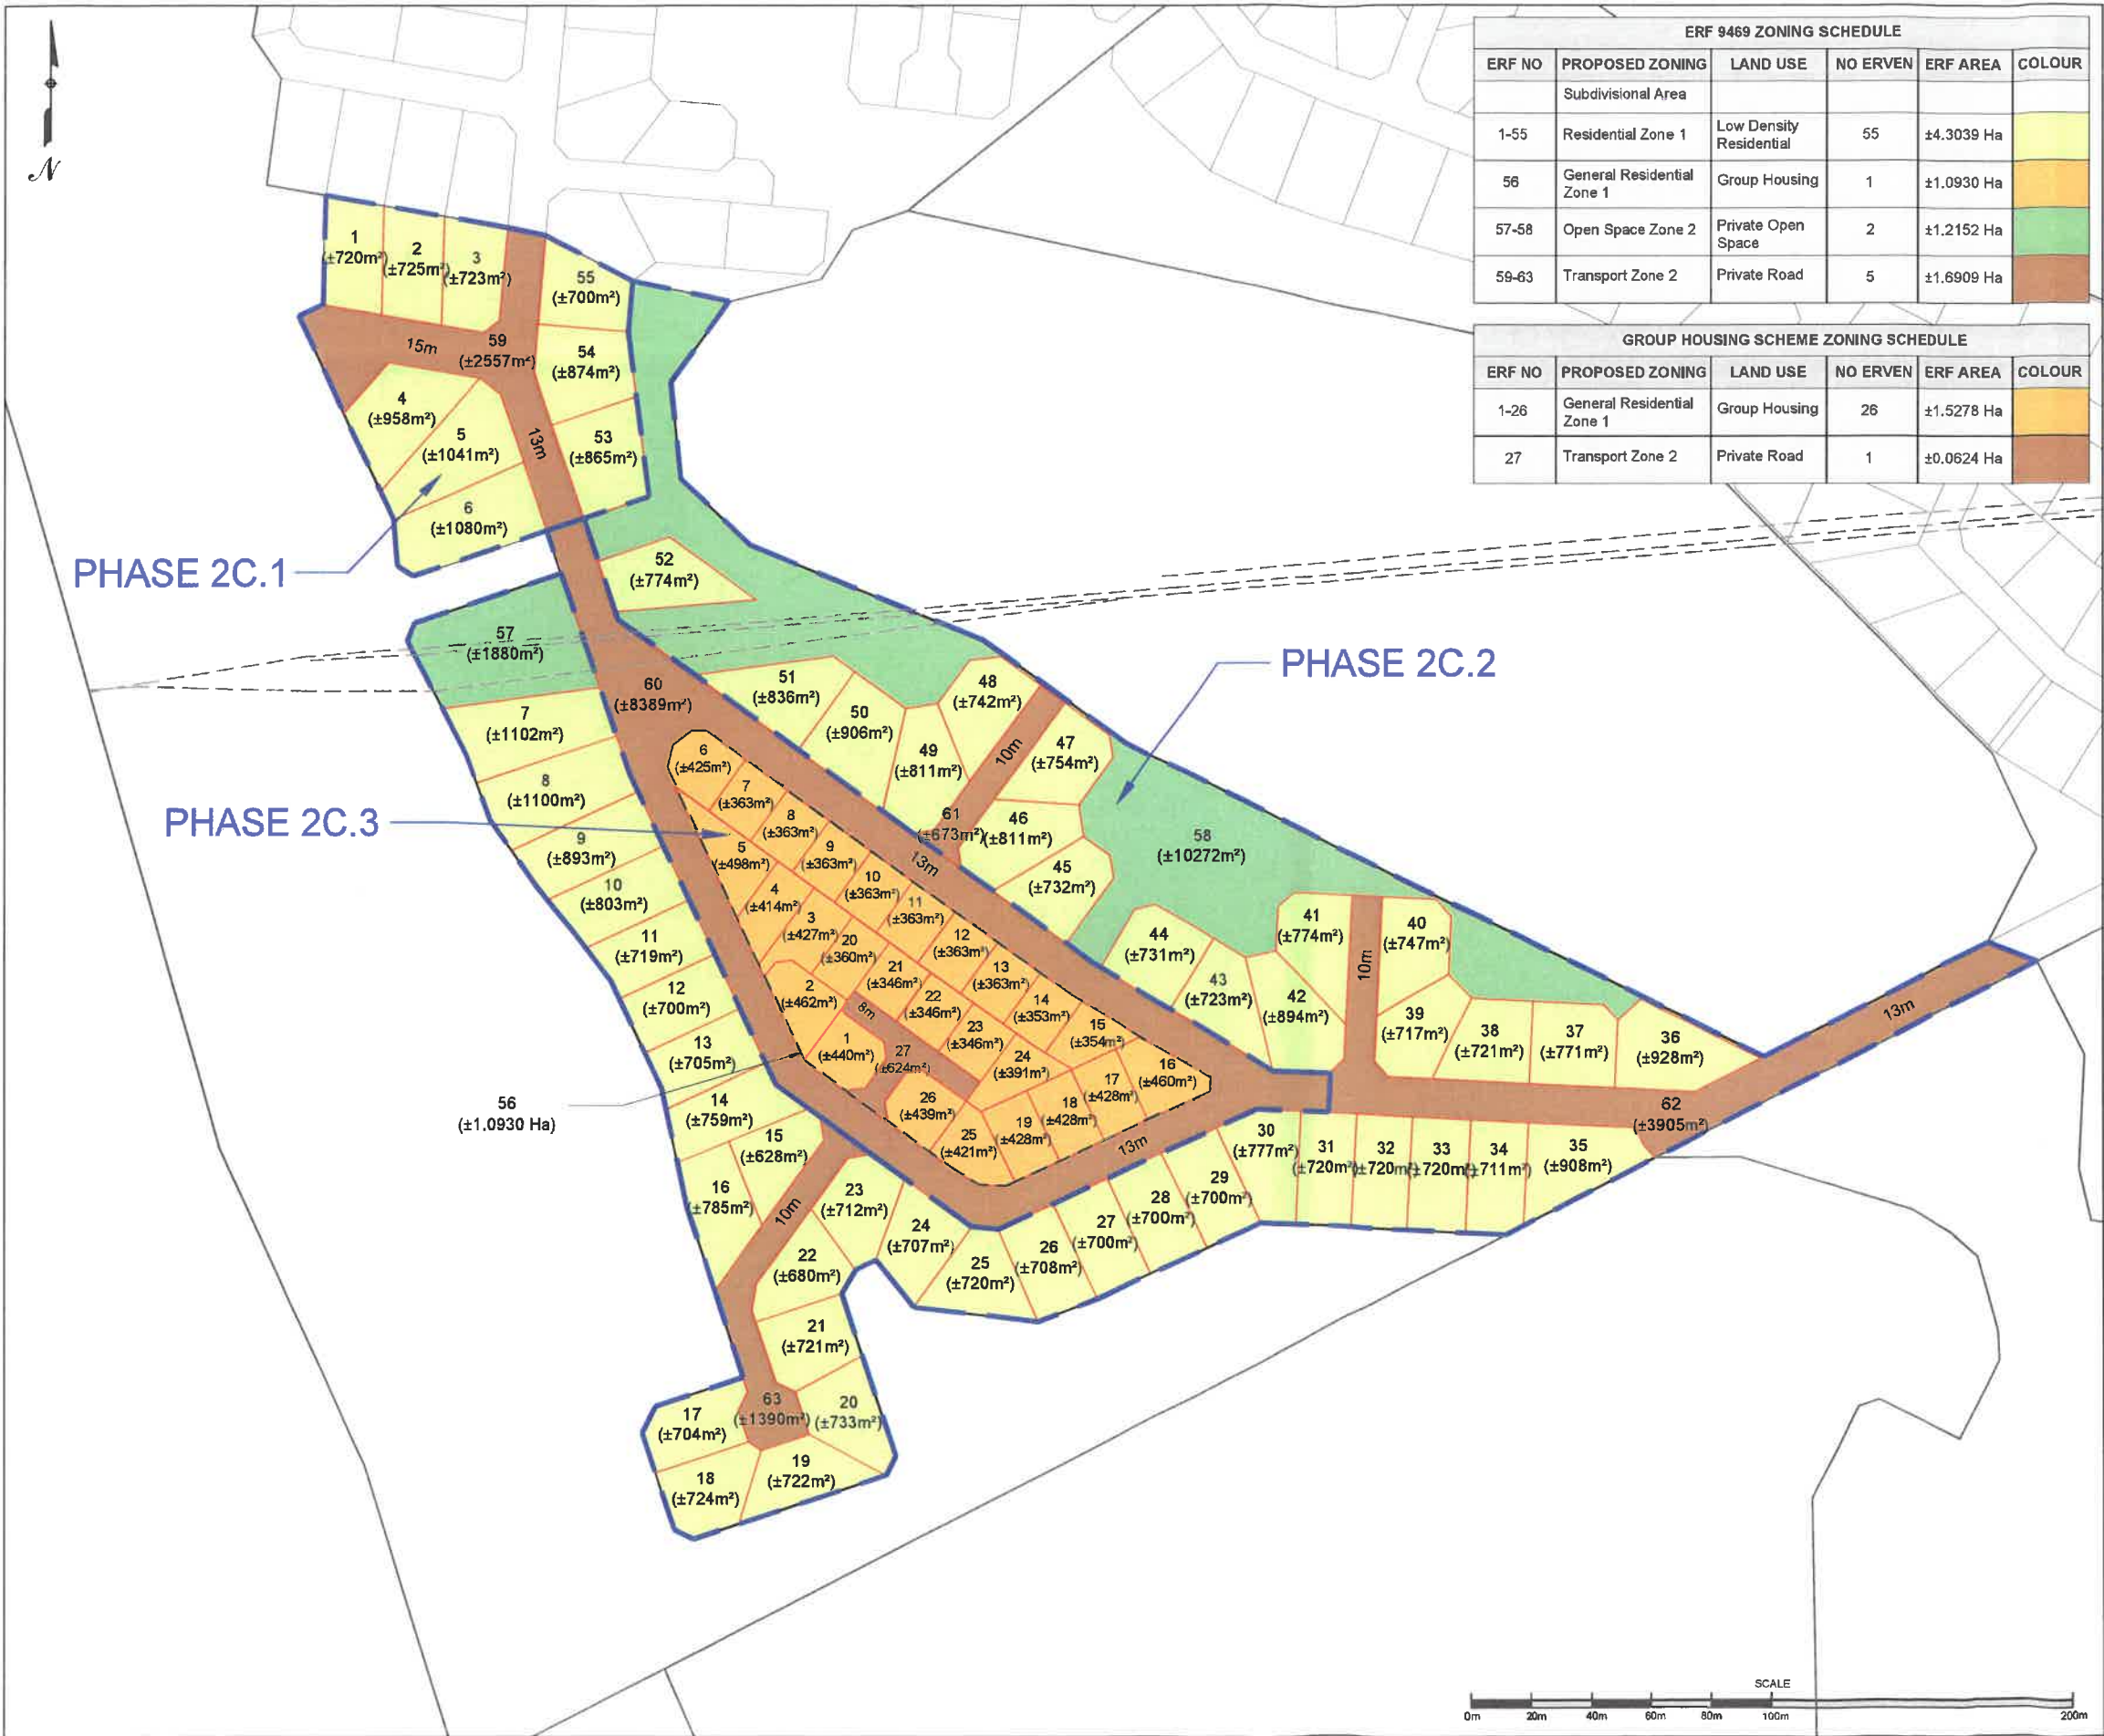 N
ERF 9469 ZONING SCHEDULE
ERF NO PROPOSED ZONING LAND USE NO ERVEN ERF AREA COLOUR
Subdivisional Area
1-55 Residential Zone 1 Low Density Residential 55 ±4.3039 Ha
56 General Residential Zone 1 Group Housing 1 ±1.0930 Ha
57-58 Open Space Zone 2 Private Open Space 2 ±1.2152 Ha
59-63 Transport Zone 2 Private Road 5 ±1.6909 Ha
GROUP HOUSING SCHEME ZONING SCHEDULE
ERF NO PROPOSED ZONING LAND USE NO ERVEN ERF AREA COLOUR
1-26 General Residential Zone 1 Group Housing 26 ±1.5278 Ha
27 Transport Zone 2 Private Road 1 ±0.0624 Ha
1
(±720m²)
2
(±725m²)
3
(±723m²)
55
(±700m²)
15m
59
(±2557m²)
54
(±874m²)
4
(±958m²)
5
(±1041m²)
13m
53
(±865m²)
6
(±1080m²)
PHASE 2C.1
52
(±774m²)
57
(±1880m²)
PHASE 2C.2
60
(±8389m²)
51
(±836m²)
48
(±742m²)
7
(±1102m²)
50
(±906m²)
49
(±811m²)
10m
47
(±754m²)
8
(±1100m²)
PHASE 2C.3
6
(±425m²)
7
(±363m²)
8
(±363m²)
9
(±363m²)
10
(±363m²)
11
(±363m²)
12
(±363m²)
13
(±363m²)
14
(±353m²)
15
(±354m²)
16
(±460m²)
61
(±673m²)
46
(±811m²)
58
(±10272m²)
13m
45
(±732m²)
9
(±893m²)
10
(±803m²)
5
(±498m²)
4
(±414m²)
3
(±427m²)
20
(±360m²)
21
(±346m²)
22
(±346m²)
23
(±346m²)
24
(±391m²)
17
(±428m²)
18
(±428m²)
19
(±428m²)
25
(±421m²)
26
(±439m²)
2
(±462m²)
8m
1
(±440m²)
27
(±624m²)
11
(±719m²)
12
(±700m²)
13
(±705m²)
44
(±731m²)
43
(±723m²)
42
(±894m²)
41
(±774m²)
10m
40
(±747m²)
39
(±717m²)
38
(±721m²)
37
(±771m²)
36
(±928m²)
13m
56
(±1.0930 Ha)
14
(±759m²)
15
(±628m²)
16
(±785m²)
10m
13m
62
(±3905m²)
30
(±777m²)
31
(±720m²)
32
(±720m²)
33
(±720m²)
34
(±711m²)
35
(±908m²)
23
(±712m²)
24
(±707m²)
25
(±720m²)
26
(±708m²)
27
(±700m²)
28
(±700m²)
29
(±700m²)
22
(±680m²)
21
(±721m²)
63
(±1390m²)
20
(±733m²)
17
(±704m²)
18
(±724m²)
19
(±722m²)
SCALE
0m 20m 40m 60m 80m 100m 200m